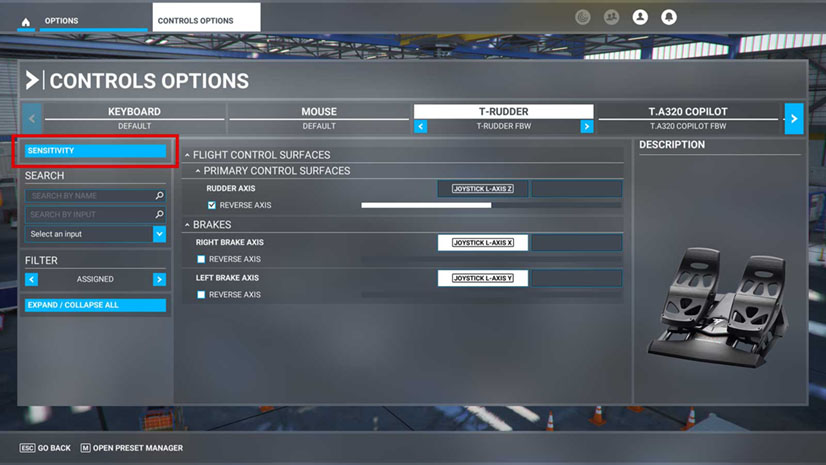 OPTIONS
CONTROLS OPTIONS
CONTROLS OPTIONS
KEYBOARD
DEFAULT
MOUSE
DEFAULT
T-RUDDER
T-RUDDER FBW
T.A320 COPILOT
T.A320 COPILOT FBW
SENSITIVITY
SEARCH
SEARCH BY NAME
SEARCH BY INPUT
Select an input
FILTER
ASSIGNED
EXPAND / COLLAPSE ALL
FLIGHT CONTROL SURFACES
PRIMARY CONTROL SURFACES
RUDDER AXIS
JOYSTICK L-AXIS Z
REVERSE AXIS
BRAKES
RIGHT BRAKE AXIS
JOYSTICK L-AXIS X
REVERSE AXIS
LEFT BRAKE AXIS
JOYSTICK L-AXIS Y
REVERSE AXIS
DESCRIPTION
ESC GO BACK
M OPEN PRESET MANAGER